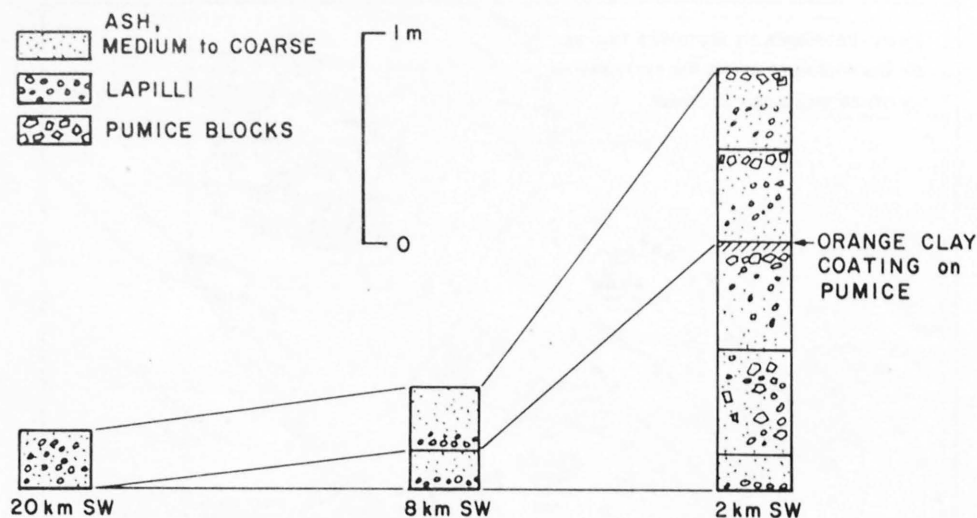 ASH,
MEDIUM to COARSE
LAPILLI
PUMICE BLOCKS
1m
0
ORANGE CLAY
COATING on
PUMICE
20 km SW
8 km SW
2 km SW